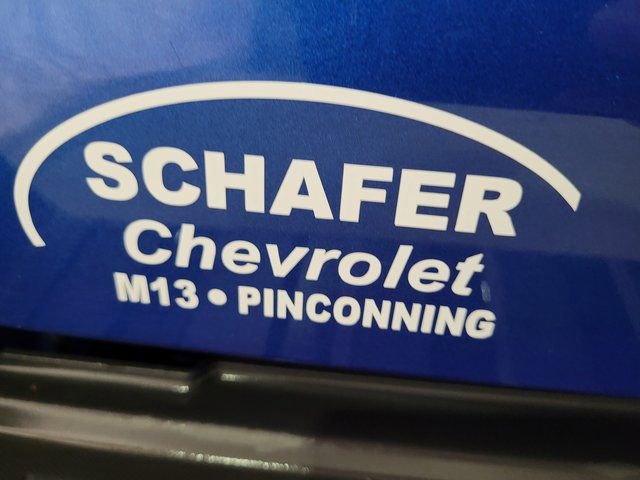 SCHAFER
Chevrolet
M13 • PINCONNING